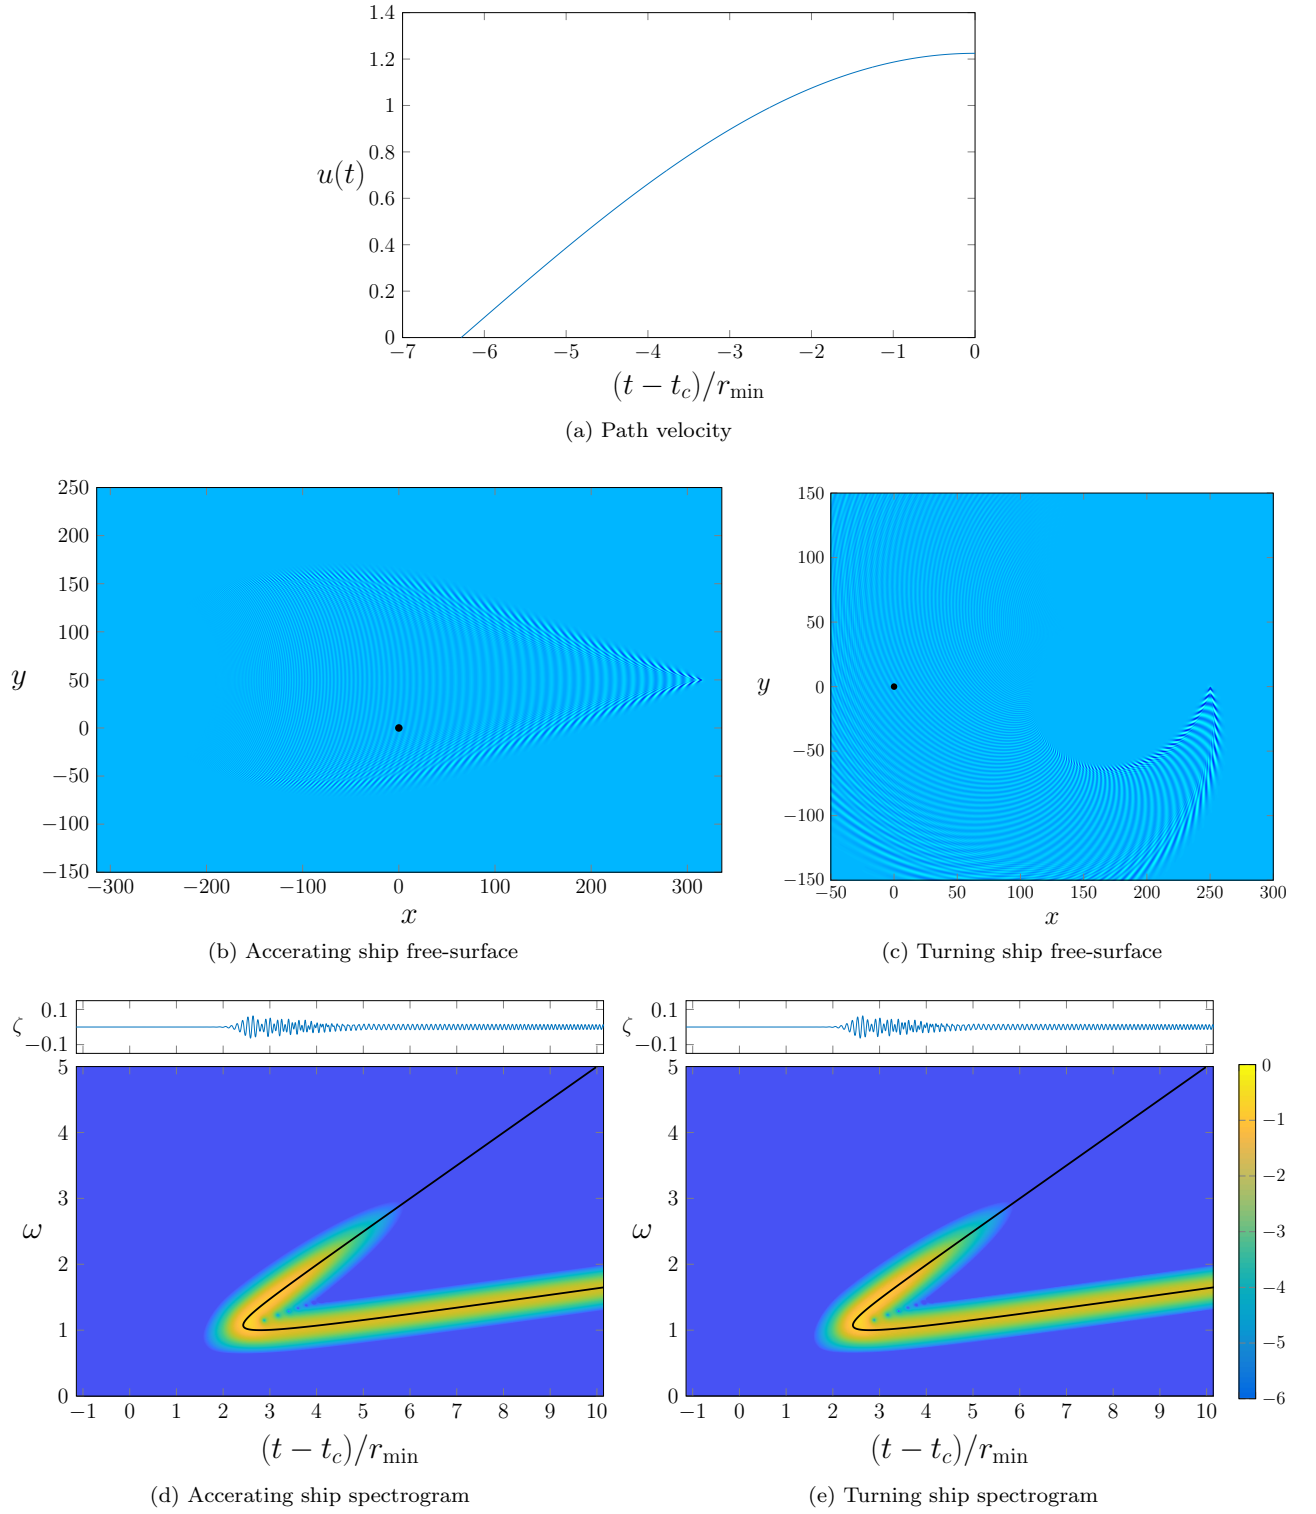 1.4
1.2
1
0.8
0.6
0.4
0.2
0
u(t)
−7 −6 −5 −4 −3 −2 −1 0
(t − t_c)/r_min
(a) Path velocity
250
200
150
100
50
0
−50
−100
−150
y
−300 −200 −100 0 100 200 300
x
(b) Accerating ship free-surface
150
100
50
0
−50
−100
−150
y
−50 0 50 100 150 200 250 300
x
(c) Turning ship free-surface
0.1
−0.1
ζ
5
4
3
2
1
0
ω
−1 0 1 2 3 4 5 6 7 8 9 10
(t − t_c)/r_min
(d) Accerating ship spectrogram
0.1
−0.1
ζ
5
4
3
2
1
0
ω
−1 0 1 2 3 4 5 6 7 8 9 10
(t − t_c)/r_min
0
−1
−2
−3
−4
−5
−6
(e) Turning ship spectrogram